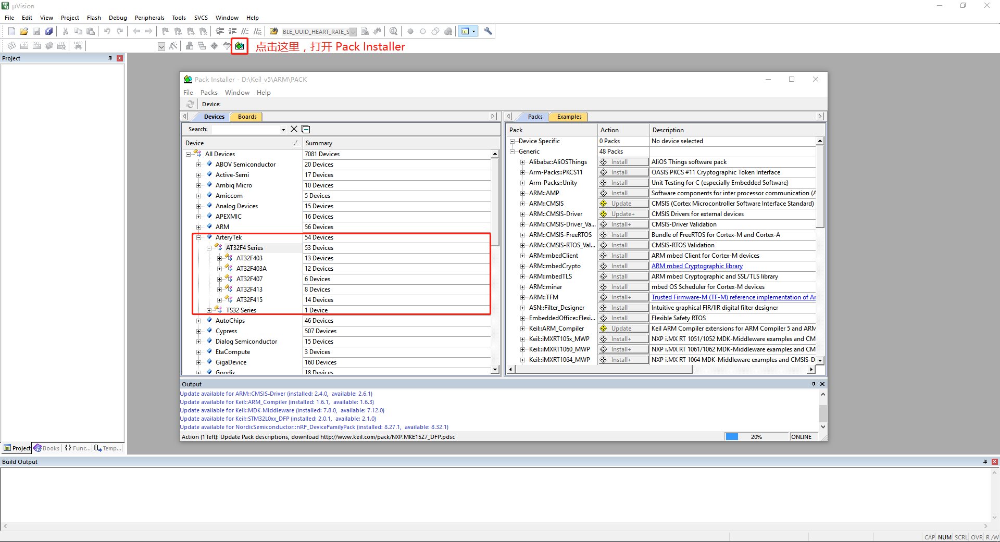 µVision
File Edit View Project Flash Debug Peripherals Tools SVCS Window Help
BLE_UUID_HEART_RATE_S
LOAD
点击这里，打开 Pack Installer
Project
Pack Installer - D:\Keil_v5\ARM\PACK
File Packs Window Help
Device:
Devices Boards
Search:
Device Summary
All Devices 7081 Devices
ABOV Semiconductor 20 Devices
Active-Semi 17 Devices
Ambiq Micro 10 Devices
Amiccom 5 Devices
Analog Devices 15 Devices
APEXMIC 16 Devices
ARM 56 Devices
ArteryTek 54 Devices
AT32F4 Series 53 Devices
AT32F403 13 Devices
AT32F403A 12 Devices
AT32F407 6 Devices
AT32F413 8 Devices
AT32F415 14 Devices
TS32 Series 1 Device
AutoChips 46 Devices
Cypress 507 Devices
Dialog Semiconductor 15 Devices
EtaCompute 3 Devices
GigaDevice 160 Devices
Goodix 18 Devices
Packs Examples
Pack Action Description
Device Specific 0 Packs No device selected
Generic 48 Packs
Alibaba::AliOSThings Install AliOS Things software pack
Arm-Packs::PKCS11 Install OASIS PKCS #11 Cryptographic Token Interface
Arm-Packs::Unity Install Unit Testing for C (especially Embedded Software)
ARM::AMP Install Software components for inter processor communication (A
ARM::CMSIS Update CMSIS (Cortex Microcontroller Software Interface Standard)
ARM::CMSIS-Driver Update+ CMSIS Drivers for external devices
ARM::CMSIS-Driver_Va... Install+ CMSIS-Driver Validation
ARM::CMSIS-FreeRTOS Install Bundle of FreeRTOS for Cortex-M and Cortex-A
ARM::CMSIS-RTOS_Val... Install CMSIS-RTOS Validation
ARM::mbedClient Install ARM mbed Client for Cortex-M devices
ARM::mbedCrypto Install ARM mbed Cryptographic library
ARM::mbedTLS Install ARM mbed Cryptographic and SSL/TLS library
ARM::minar Install mbed OS Scheduler for Cortex-M devices
ARM::TFM Install+ Trusted Firmware-M (TF-M) reference implementation of Ar
ASN::Filter_Designer Install Intuitive graphical FIR/IIR digital filter designer
EmbeddedOffice::Flexi... Install Flexible Safety RTOS
Keil::ARM_Compiler Update Keil ARM Compiler extensions for ARM Compiler 5 and ARM
Keil::iMXRT105x_MWP Install+ NXP i.MX RT 1051/1052 MDK-Middleware examples and CM
Keil::iMXRT1060_MWP Install+ NXP i.MX RT 1061/1062 MDK-Middleware examples and CM
Keil::iMXRT1064_MWP Install+ NXP i.MX RT 1064 MDK-Middleware examples and CMSIS-D
Output
Update available for ARM::CMSIS-Driver (installed: 2.4.0, available: 2.6.1)
Update available for Keil::ARM_Compiler (installed: 1.6.1, available: 1.6.3)
Update available for Keil::MDK-Middleware (installed: 7.8.0, available: 7.12.0)
Update available for Keil::STM32L0xx_DFP (installed: 2.0.1, available: 2.1.0)
Update available for NordicSemiconductor::nRF_DeviceFamilyPack (installed: 8.27.1, available: 8.32.1)
Action (1 left): Update Pack descriptions, download http://www.keil.com/pack/NXP.MKE15Z7_DFP.pdsc 20% ONLINE
Project Books {} Func... Temp...
Build Output
CAP NUM SCRL OVR R/W